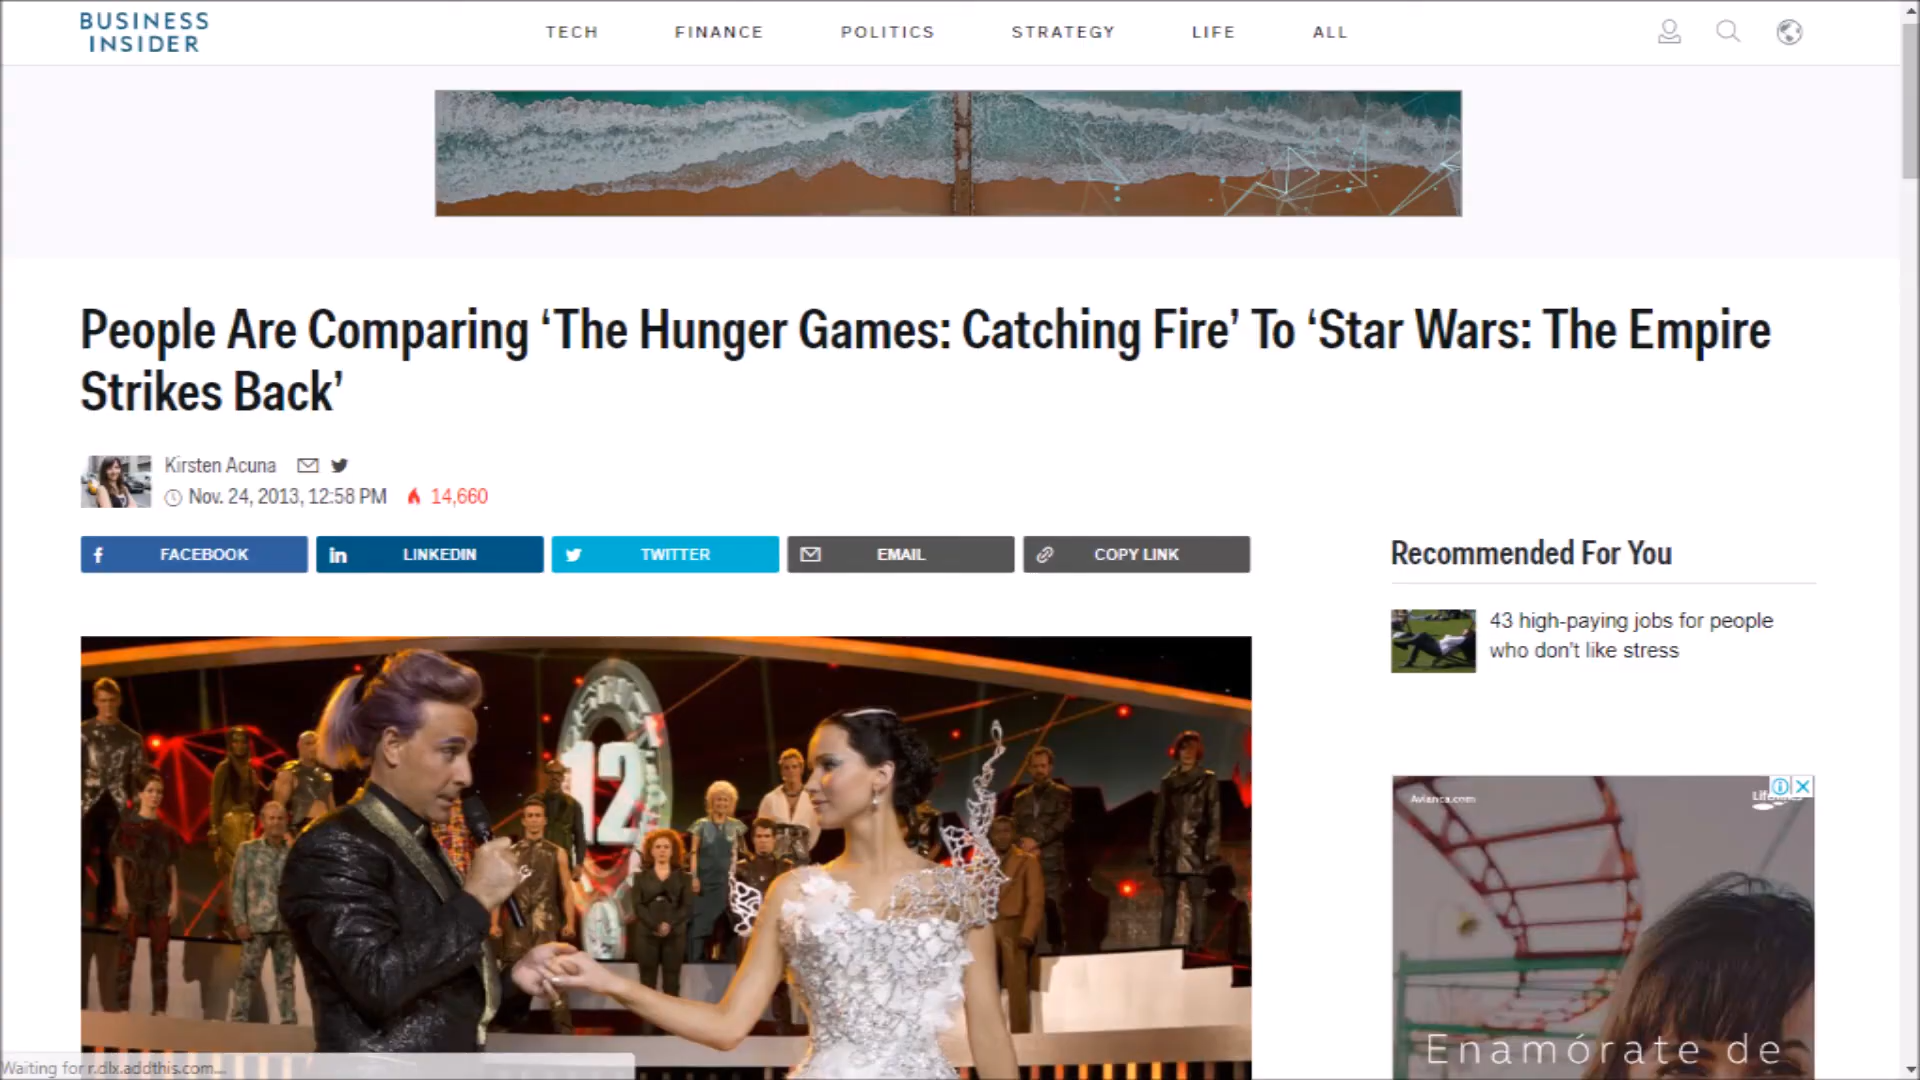 BUSINESS
INSIDER
TECH
FINANCE
POLITICS
STRATEGY
LIFE
ALL
People Are Comparing ‘The Hunger Games: Catching Fire’ To ‘Star Wars: The Empire
Strikes Back’
Kirsten Acuna
Nov. 24, 2013, 12:58 PM 14,660
FACEBOOK
LINKEDIN
TWITTER
EMAIL
COPY LINK
Recommended For You
43 high-paying jobs for people
who don't like stress
12
Avianca.com
Enamórate de
Waiting for r.dlx.addthis.com...